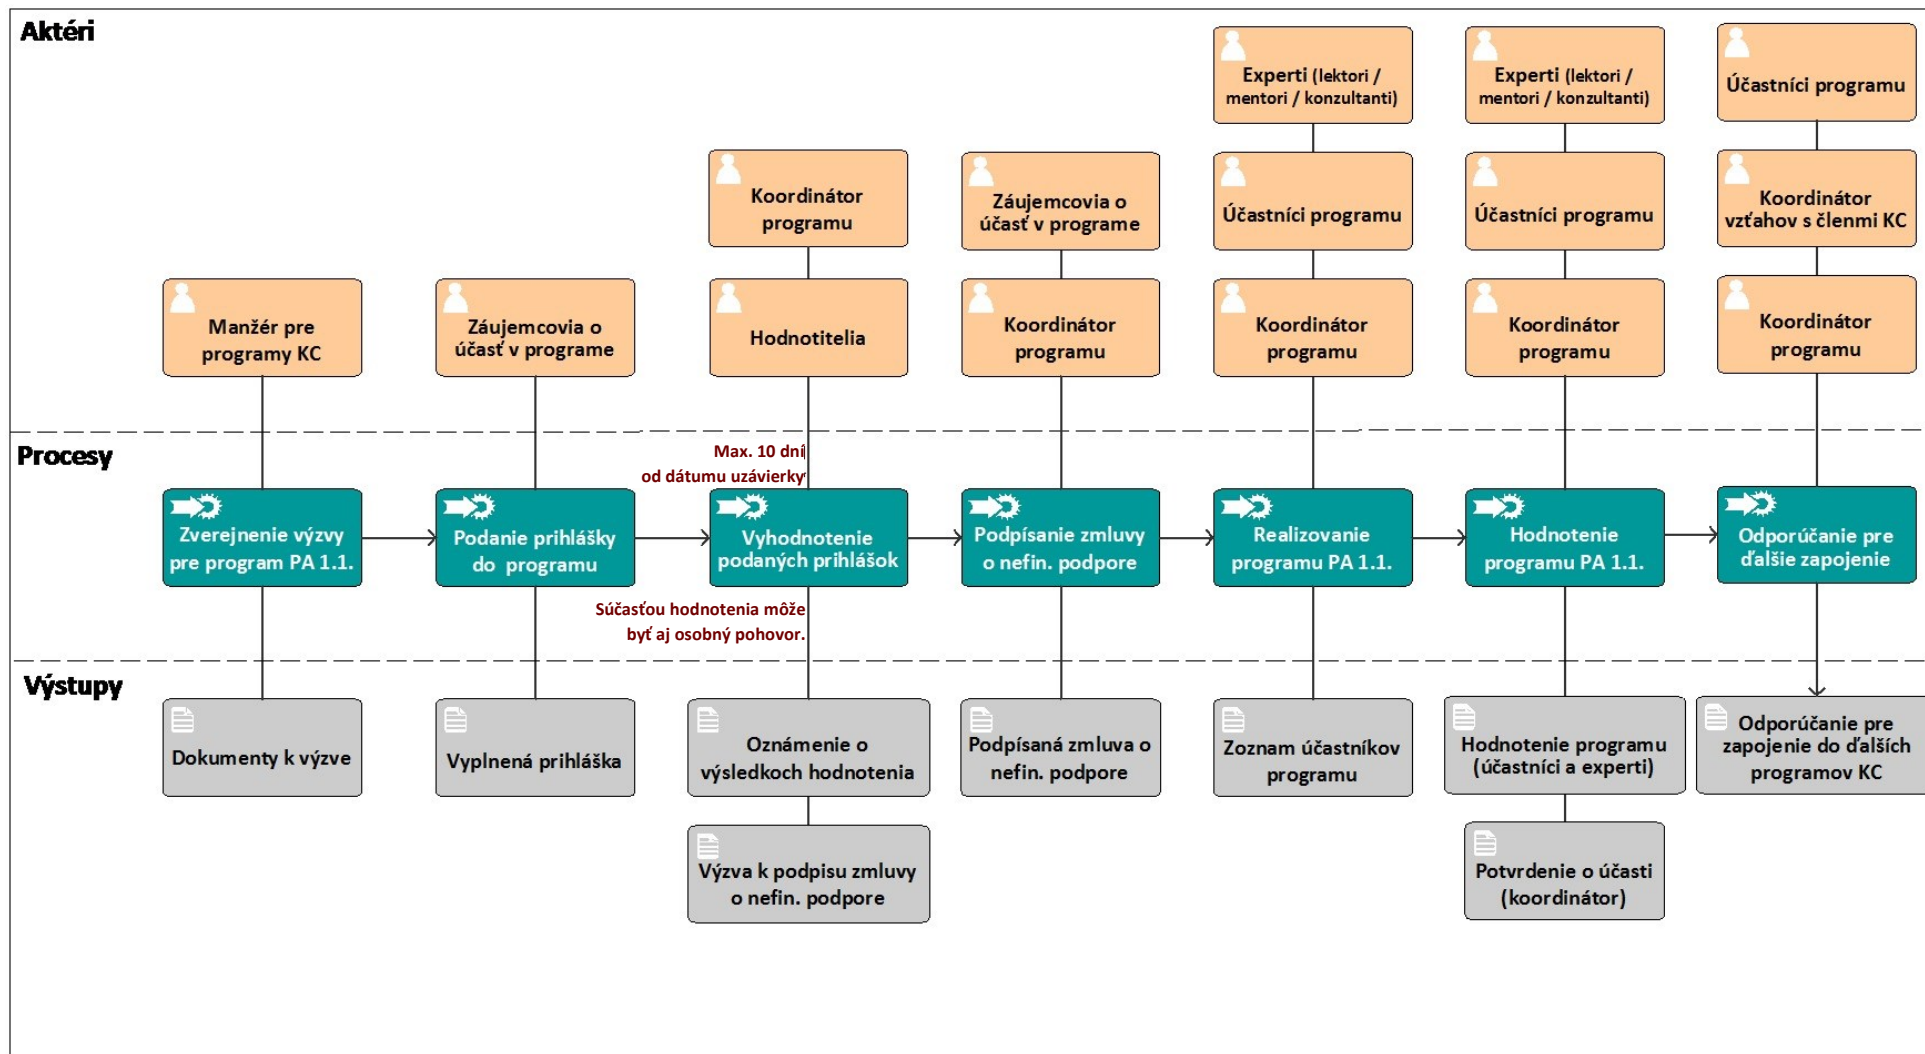 Aktéri
Experti (lektori /
mentori / konzultanti)
Experti (lektori /
mentori / konzultanti)
Účastníci programu
Koordinátor
programu
Záujemcovia o
účasť v programe
Účastníci programu
Účastníci programu
Koordinátor
vzťahov s členmi KC
Manžér pre
programy KC
Záujemcovia o
účasť v programe
Hodnotitelia
Koordinátor
programu
Koordinátor
programu
Koordinátor
programu
Koordinátor
programu
Procesy
Max. 10 dní
od dátumu uzávierky
Zverejnenie výzvy
pre program PA 1.1.
Podanie prihlášky
do programu
Vyhodnotenie
podaných prihlášok
Podpísanie zmluvy
o nefin. podpore
Realizovanie
programu PA 1.1.
Hodnotenie
programu PA 1.1.
Odporúčanie pre
ďalšie zapojenie
Súčasťou hodnotenia môže
byť aj osobný pohovor.
Výstupy
Dokumenty k výzve
Vyplnená prihláška
Oznámenie o
výsledkoch hodnotenia
Podpísaná zmluva o
nefin. podpore
Zoznam účastníkov
programu
Hodnotenie programu
(účastníci a experti)
Odporúčanie pre
zapojenie do ďalších
programov KC
Výzva k podpisu zmluvy
o nefin. podpore
Potvrdenie o účasti
(koordinátor)